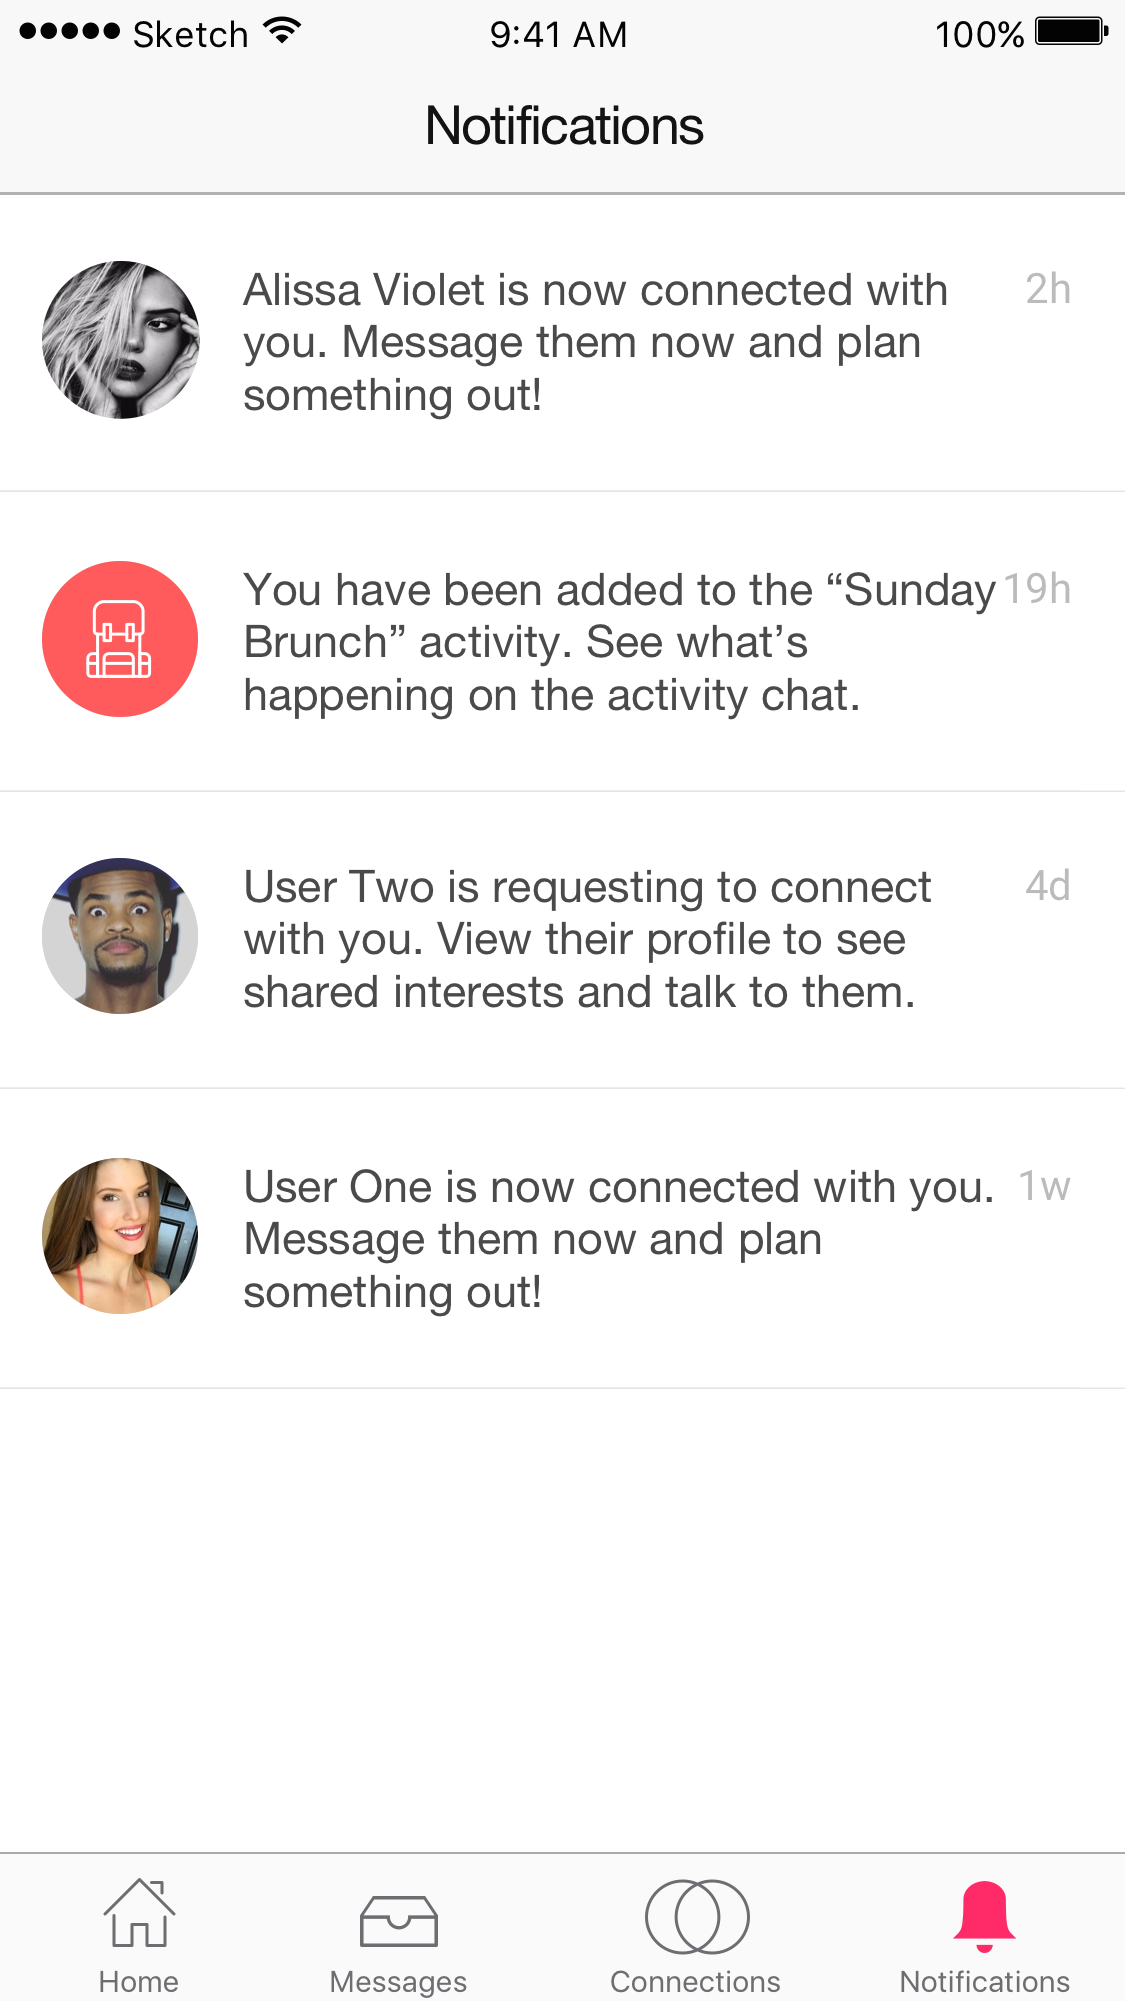 Sketch 9:41 AM 100%
Notifications
Alissa Violet is now connected with 2h
you. Message them now and plan
something out!
You have been added to the “Sunday 19h
Brunch” activity. See what’s
happening on the activity chat.
User Two is requesting to connect 4d
with you. View their profile to see
shared interests and talk to them.
User One is now connected with you. 1w
Message them now and plan
something out!
Home Messages Connections Notifications